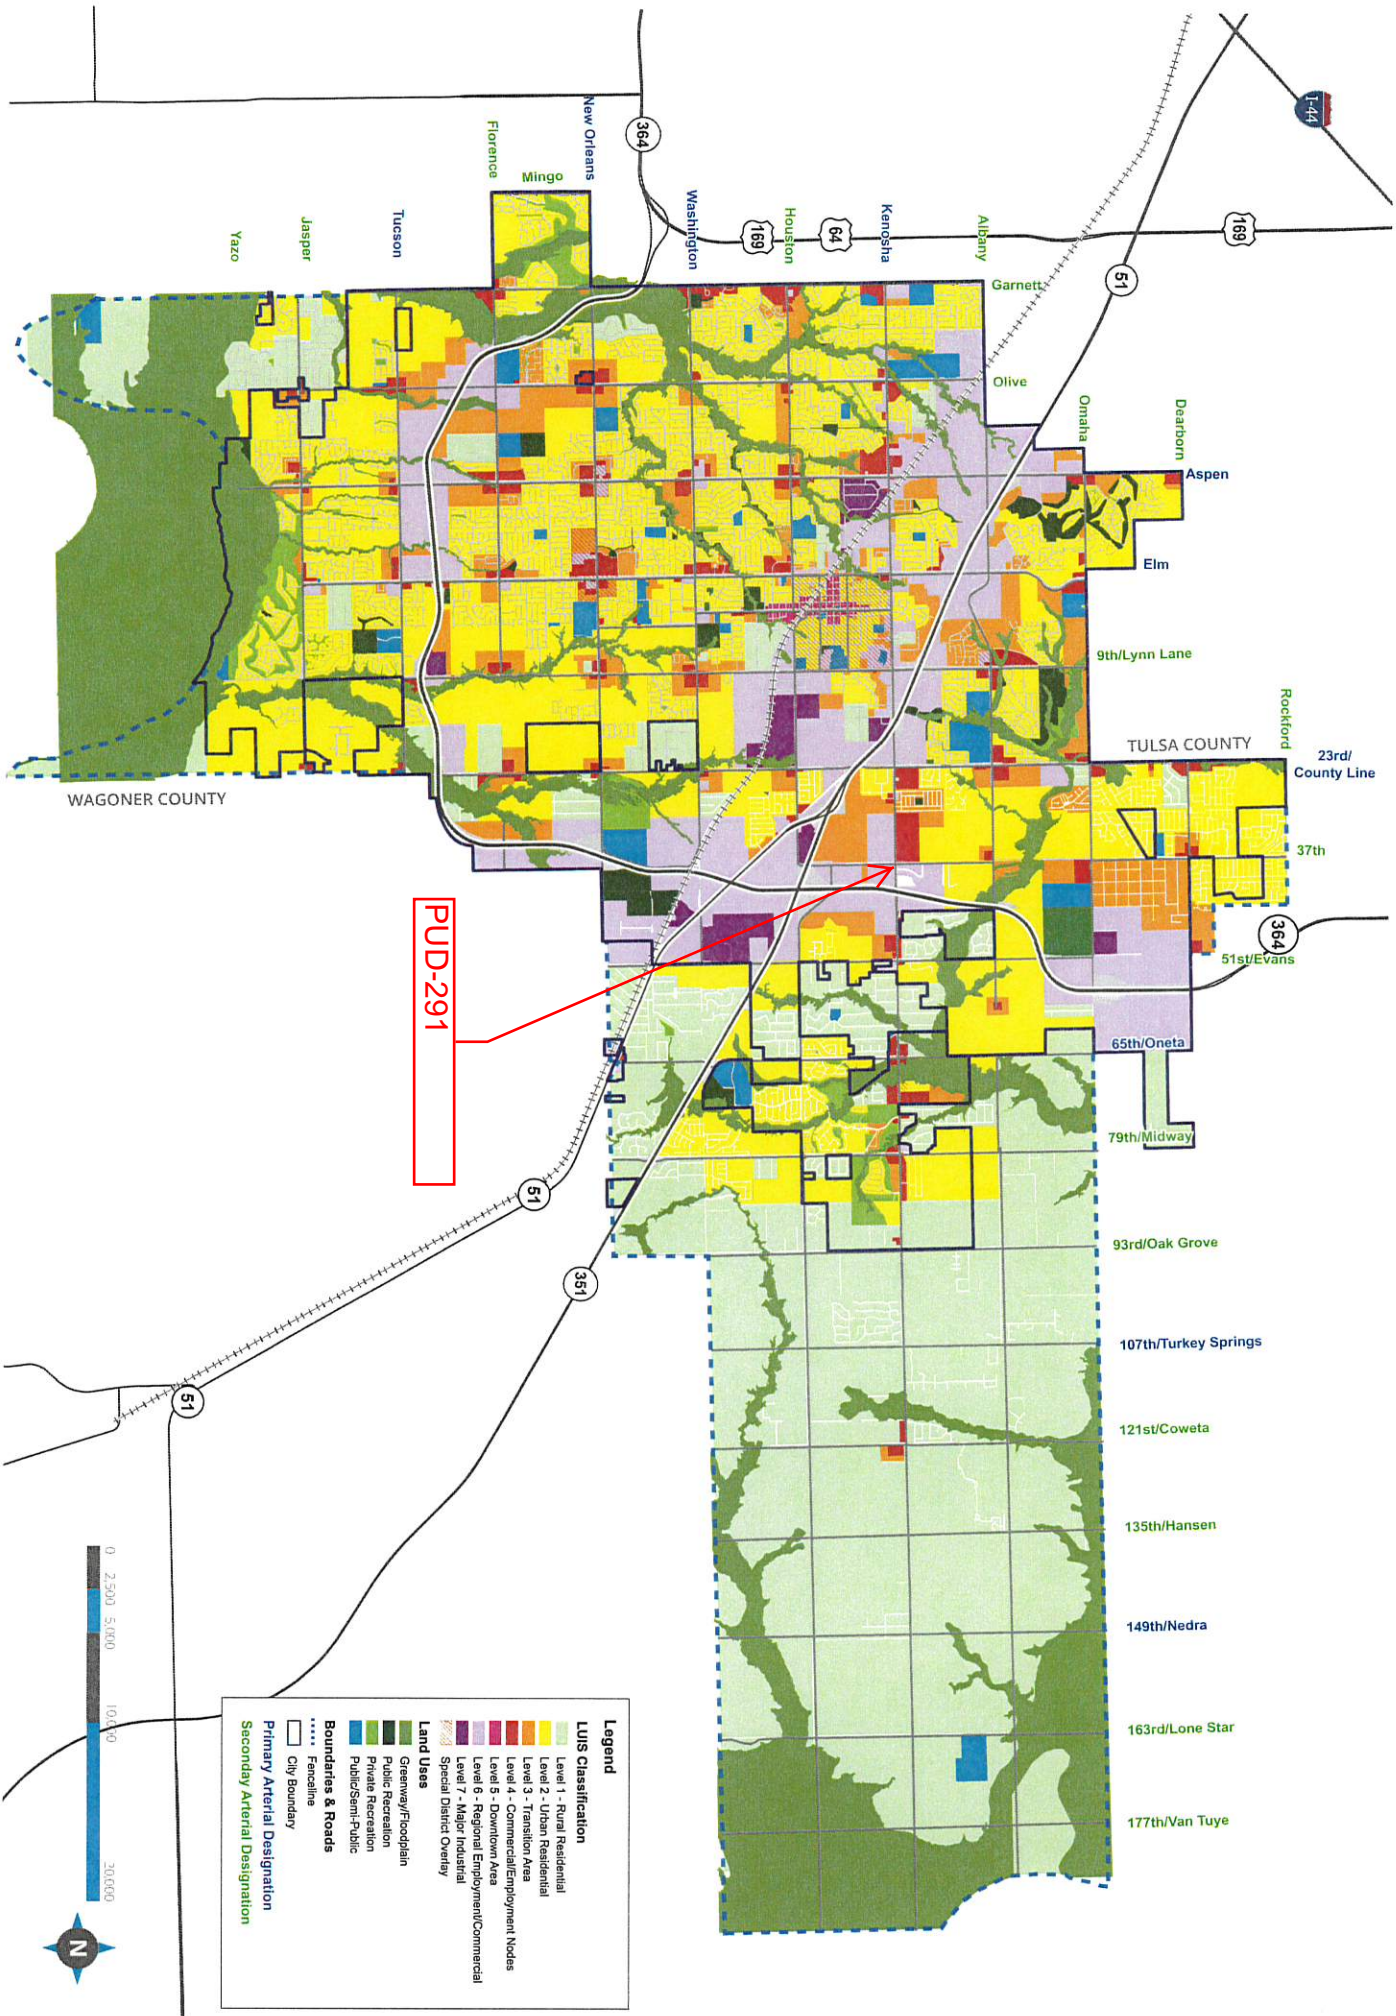 I-44
New Orleans
364
Florence
Mingo
Washington
169
Houston
64
Kenosha
Albany
169
Tucson
Jasper
Yazo
Garnett
51
Olive
Omaha
Dearborn
Aspen
Elm
9th/Lynn Lane
Rockford
TULSA COUNTY
23rd/
County Line
WAGONER COUNTY
37th
364
51st/Evans
PUD-291
65th/Oneta
79th/Midway
51
93rd/Oak Grove
351
107th/Turkey Springs
51
121st/Coweta
135th/Hansen
149th/Nedra
163rd/Lone Star
177th/Van Tuye
Legend
LUIS Classification
Level 1 - Rural Residential
Level 2 - Urban Residential
Level 3 - Transition Area
Level 4 - Commercial/Employment Nodes
Level 5 - Downtown Area
Level 6 - Regional Employment/Commercial
Level 7 - Major Industrial
Special District Overlay
Land Uses
Greenway/Floodplain
Public Recreation
Private Recreation
Public/Semi-Public
Boundaries & Roads
Fenceline
City Boundary
Primary Arterial Designation
Seconday Arterial Designation
0 2,500 5,000 10,000 20,000
N